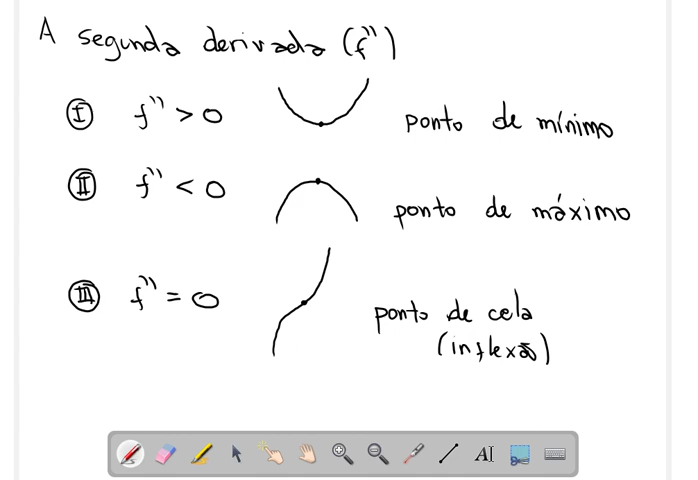 A segunda derivada (f")
I f" > 0 ponto de mínimo
II f" < 0 ponto de máximo
III f" = 0 ponto de cela
(inflexão)
AI